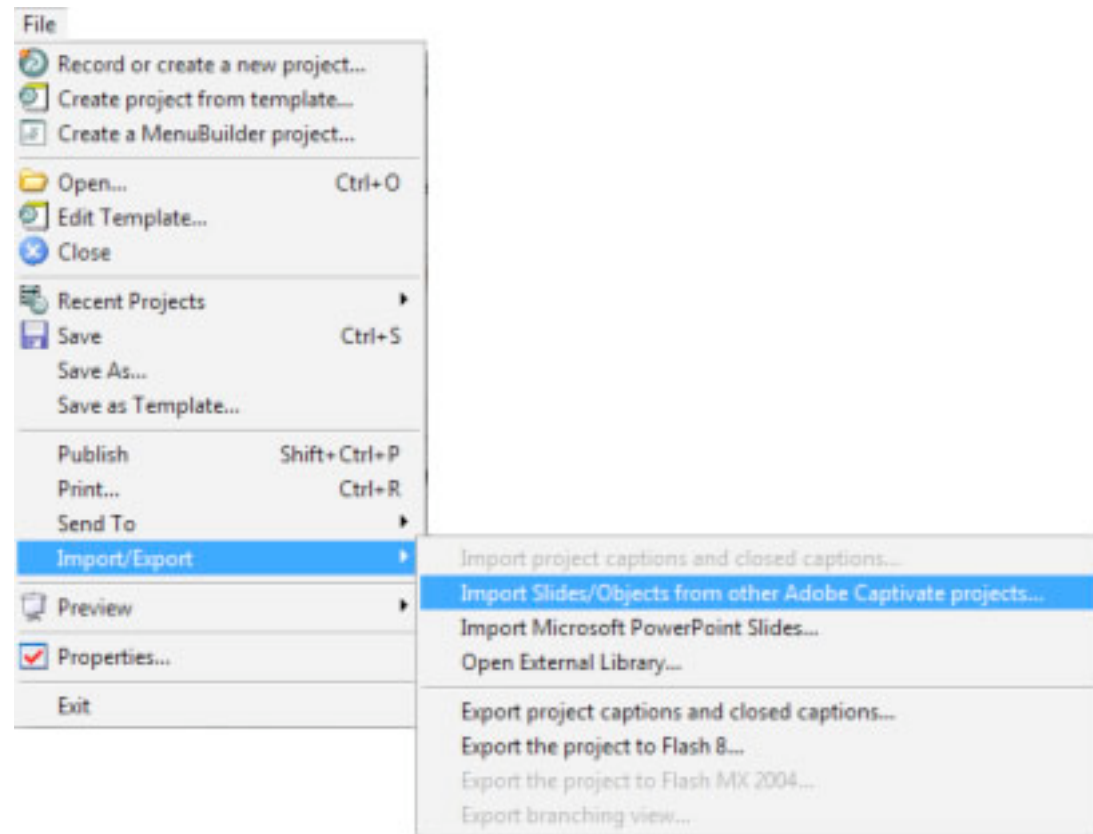 File
Record or create a new project...
Create project from template...
Create a MenuBuilder project...
Open... Ctrl+O
Edit Template...
Close
Recent Projects
Save Ctrl+S
Save As...
Save as Template...
Publish Shift+Ctrl+P
Print... Ctrl+R
Send To
Import/Export
Preview
Properties...
Exit
Import project captions and closed captions...
Import Slides/Objects from other Adobe Captivate projects...
Import Microsoft PowerPoint Slides...
Open External Library...
Export project captions and closed captions...
Export the project to Flash 8...
Export the project to Flash MX 2004...
Export branching view...